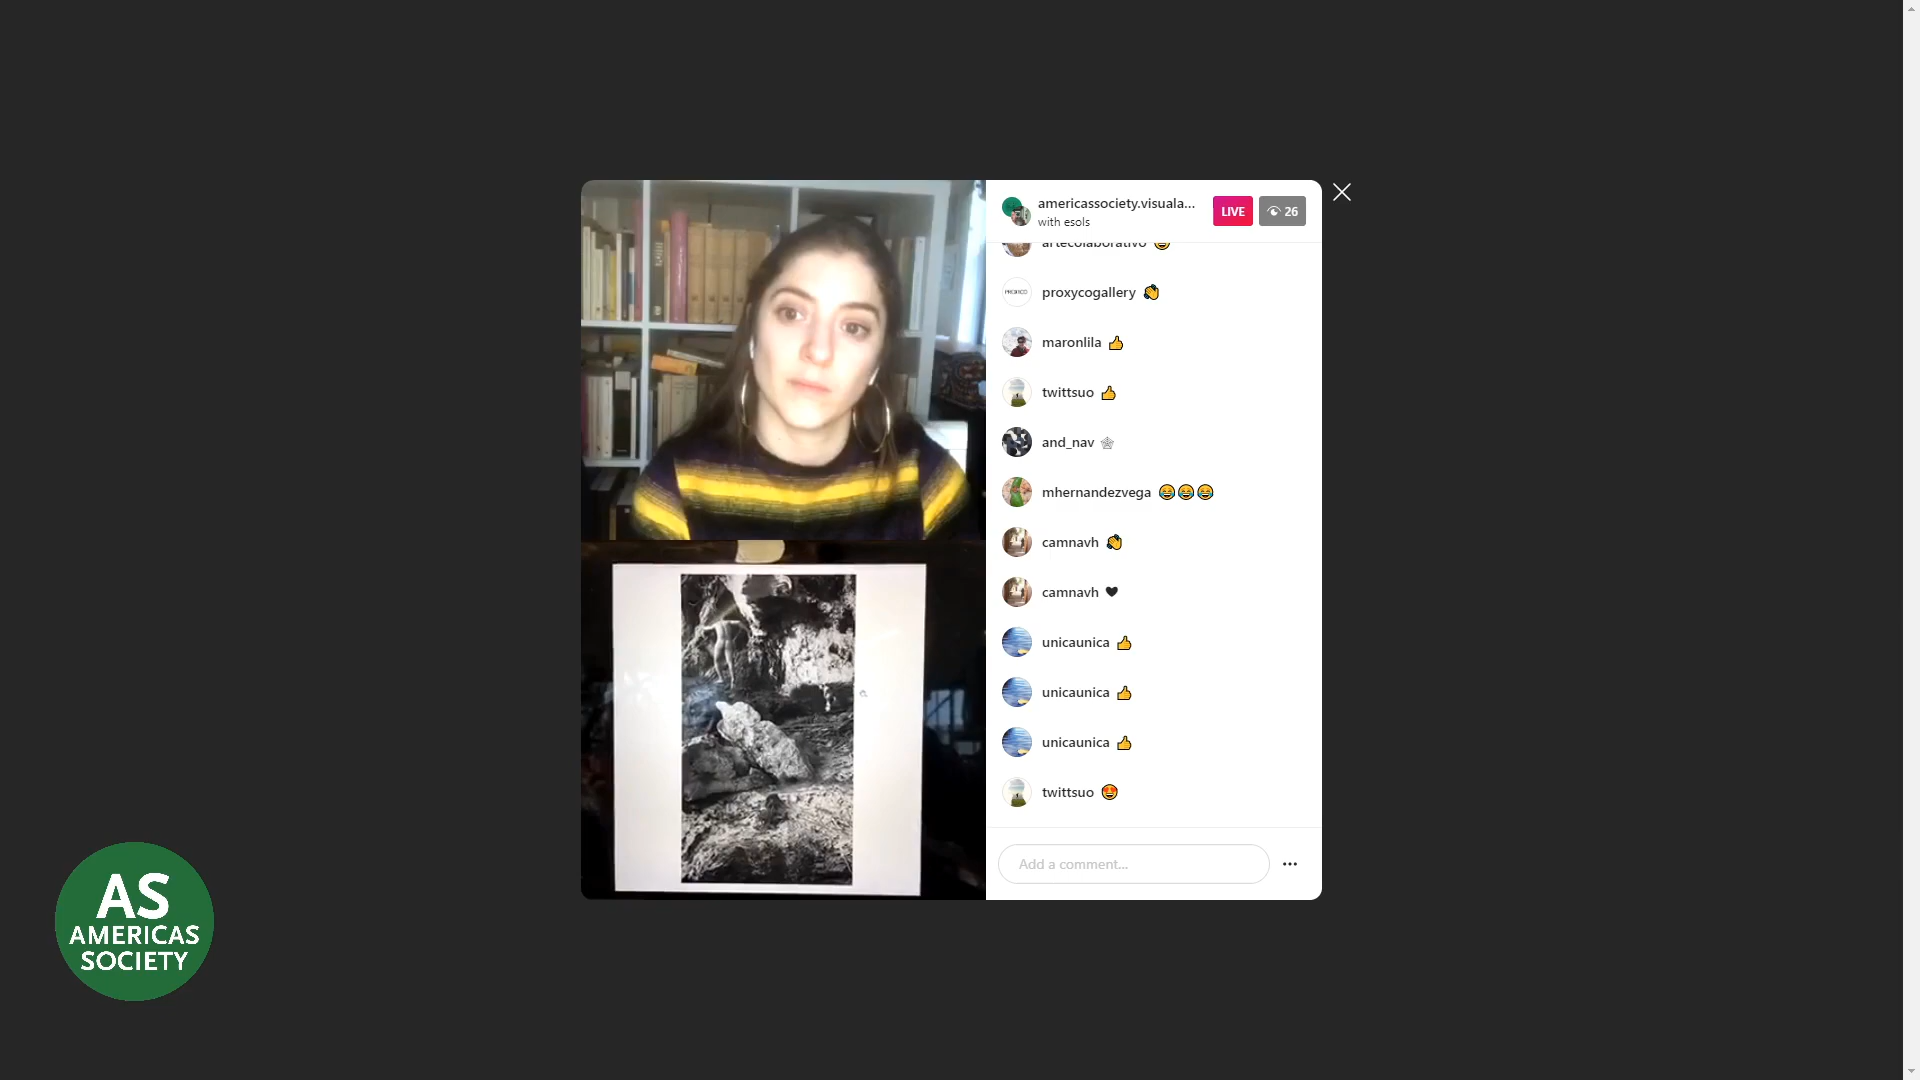 americassociety.visuala...
with esols
LIVE
26
artecolaborativo
proxycogallery
maronlila
twittsuo
and_nav
mhernandezvega
camnavh
camnavh
unicaunica
unicaunica
unicaunica
twittsuo
Add a comment...
AS
AMERICAS
SOCIETY